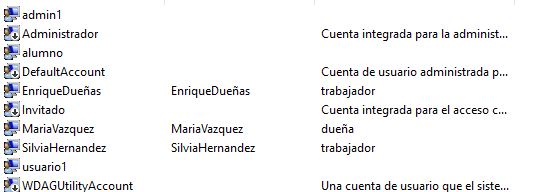 admin1
Administrador Cuenta integrada para la administ...
alumno
DefaultAccount Cuenta de usuario administrada p...
EnriqueDueñas EnriqueDueñas trabajador
Invitado Cuenta integrada para el acceso c...
MariaVazquez MariaVazquez dueña
SilviaHernandez SilviaHernandez trabajador
usuario1
WDAGUtilityAccount Una cuenta de usuario que el siste...